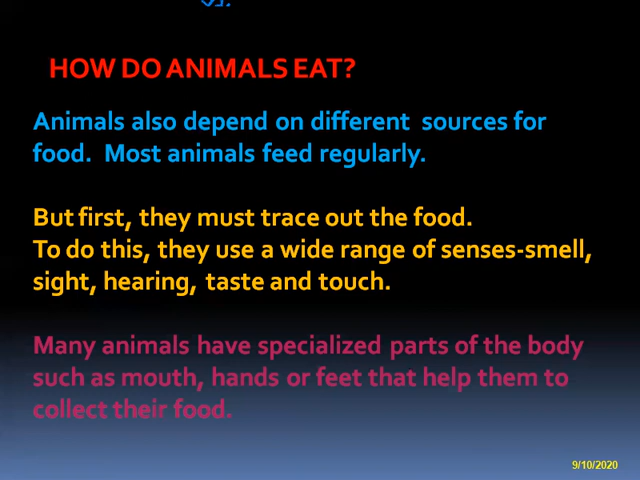 HOW DO ANIMALS EAT?
Animals also depend on different sources for
food. Most animals feed regularly.
But first, they must trace out the food.
To do this, they use a wide range of senses-smell,
sight, hearing, taste and touch.
Many animals have specialized parts of the body
such as mouth, hands or feet that help them to
collect their food.
9/10/2020